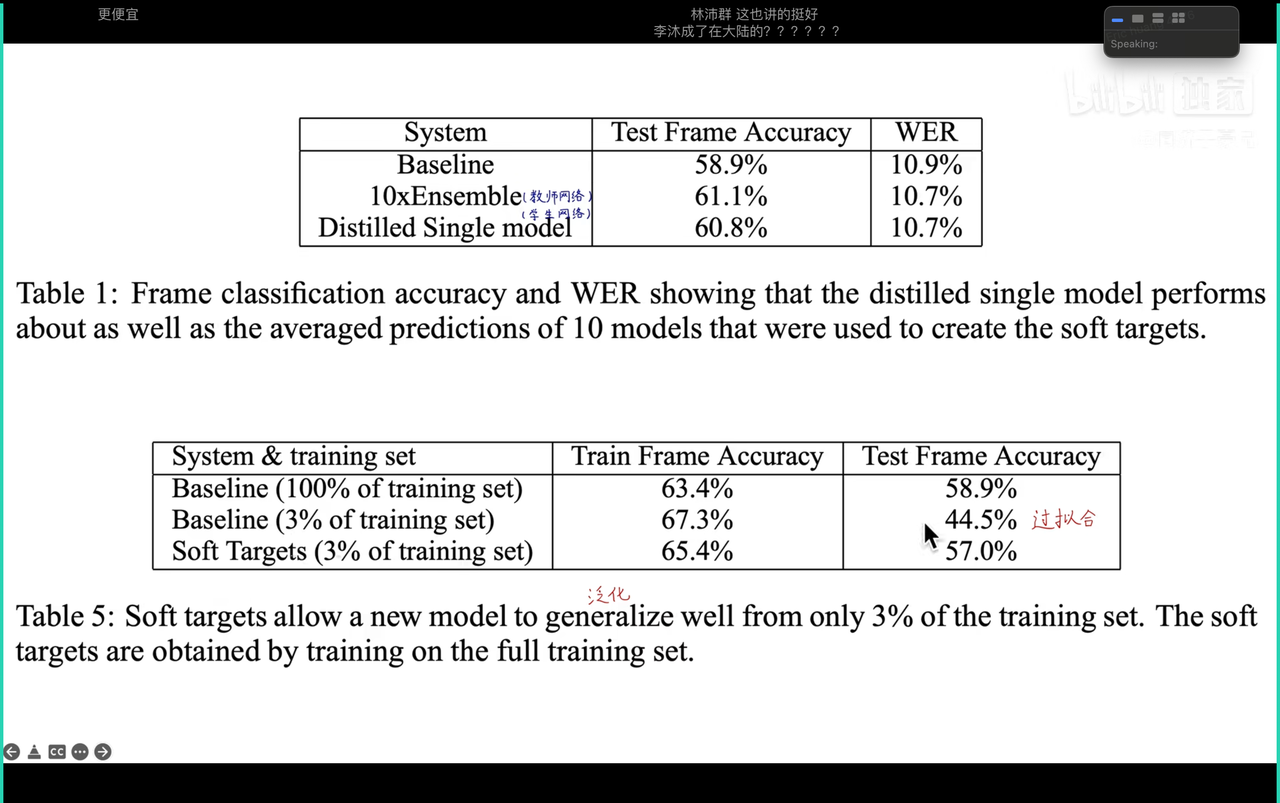 更便宜
林沛群 这也讲的挺好
李沐成了在大陆的??????
Speaking:
bilibili 独家
System Test Frame Accuracy WER
Baseline 58.9% 10.9%
10xEnsemble(教师网络) 61.1% 10.7%
(学生网络)
Distilled Single model 60.8% 10.7%
Table 1: Frame classification accuracy and WER showing that the distilled single model performs
about as well as the averaged predictions of 10 models that were used to create the soft targets.
System & training set Train Frame Accuracy Test Frame Accuracy
Baseline (100% of training set) 63.4% 58.9%
Baseline (3% of training set) 67.3% 44.5% 过拟合
Soft Targets (3% of training set) 65.4% 57.0%
泛化
Table 5: Soft targets allow a new model to generalize well from only 3% of the training set. The soft
targets are obtained by training on the full training set.
CC